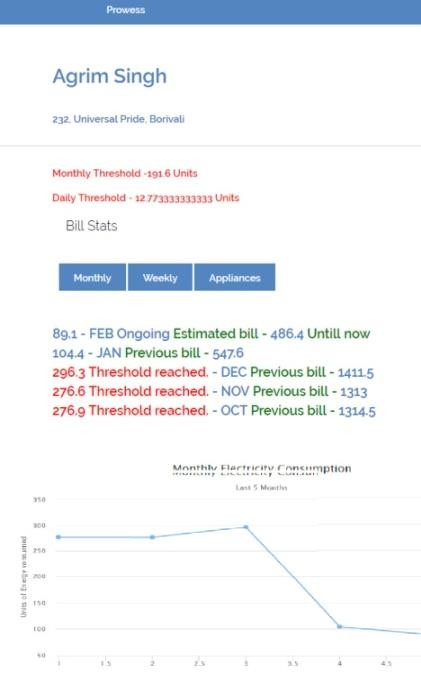 Prowess
Agrim Singh
232, Universal Pride, Borivali
Monthly Threshold -191.6 Units
Daily Threshold - 12.773333333333 Units
Bill Stats
Monthly Weekly Appliances
89.1 - FEB Ongoing Estimated bill - 486.4 Untill now
104.4 - JAN Previous bill - 547.6
296.3 Threshold reached. - DEC Previous bill - 1411.5
276.6 Threshold reached. - NOV Previous bill - 1313
276.9 Threshold reached. - OCT Previous bill - 1314.5
Monthly Electricity Consumption
Last 5 Months
Units of Energy consumed
350
300
250
200
150
100
50
1 1.5 2 2.5 3 3.5 4 4.5